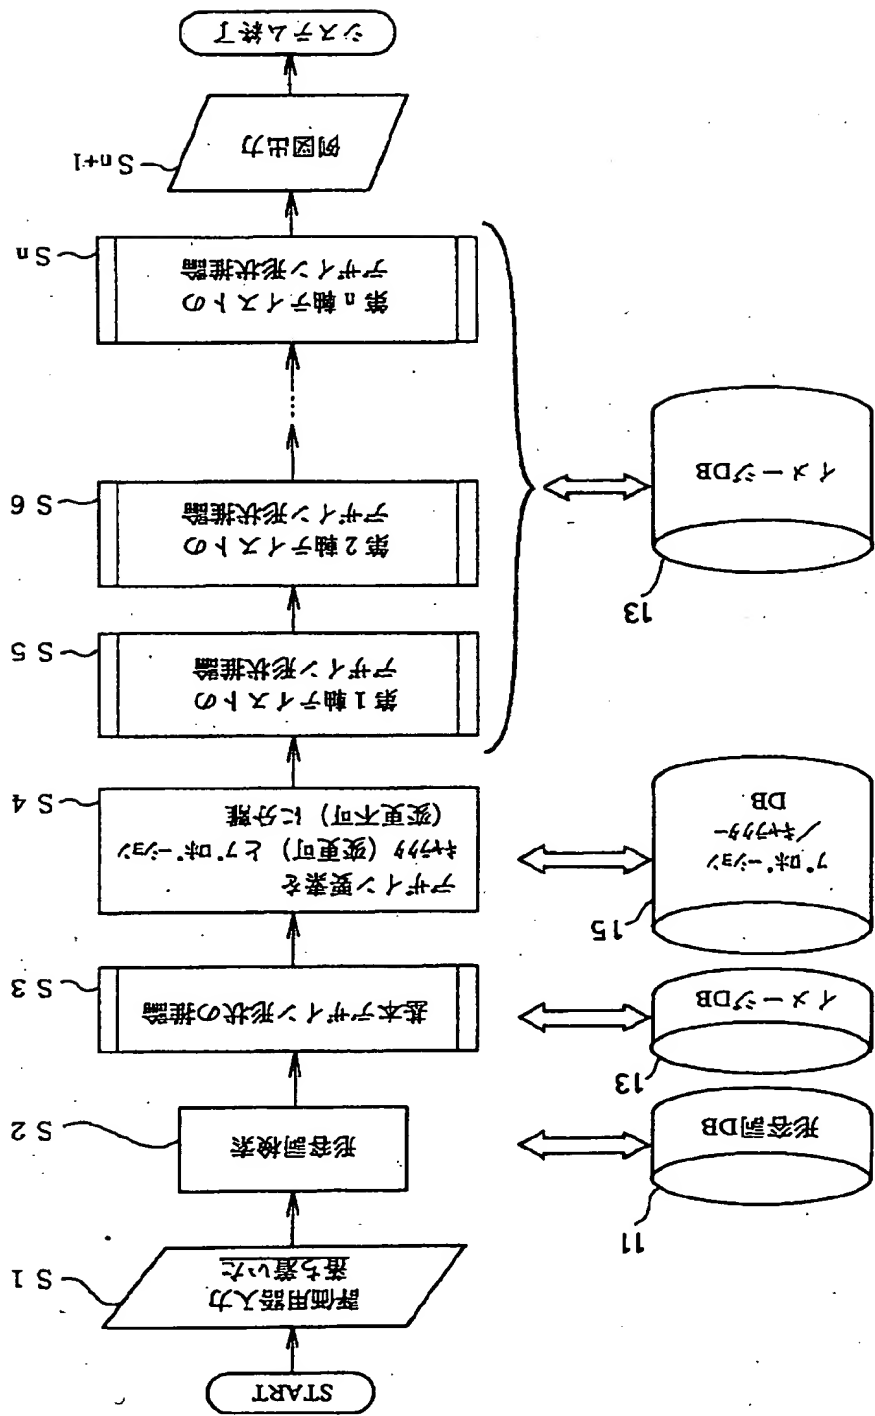 START
評価用器入力
落ち着いた
S1
形容詞検索
S2
形容詞DB
11
基本デザイン形状の推論
S3
イメージDB
13
デザイン要素を
ｷｬﾗｸﾀ（変更可）とﾌﾟﾛﾎﾟｰｼｮﾝ
（変更不可）に分離
S4
ﾌﾟﾛﾎﾟｰｼｮﾝ
／ｷｬﾗｸﾀｰ
DB
15
第1軸テイストの
デザイン形状推論
S5
第2軸テイストの
デザイン形状推論
S6
イメージDB
13
第n軸テイストの
デザイン形状推論
Sn
例図出力
Sn+1
システム終了